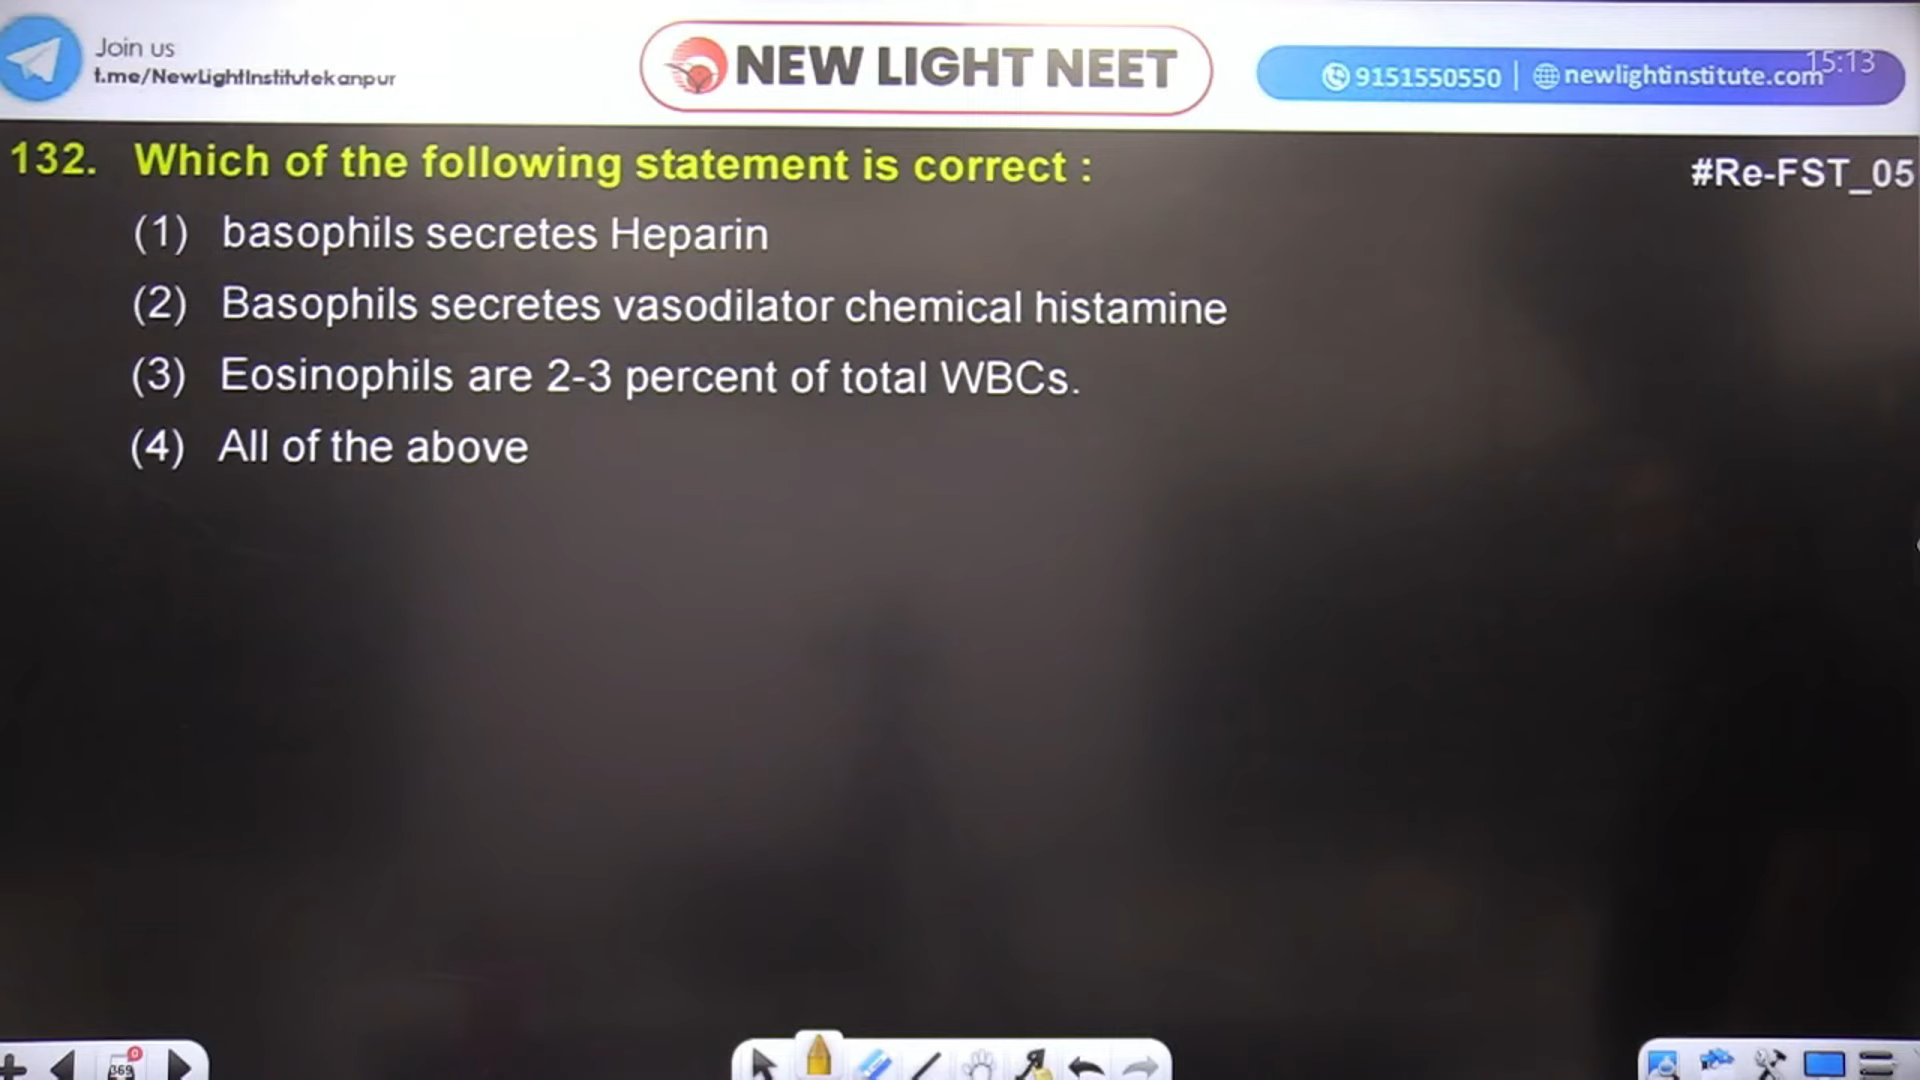 Join us
t.me/NewLightInstitutekanpur
NEW LIGHT NEET
9151550550 | newlightinstitute.com
15:13
132. Which of the following statement is correct :
#Re-FST_05
(1) basophils secretes Heparin
(2) Basophils secretes vasodilator chemical histamine
(3) Eosinophils are 2-3 percent of total WBCs.
(4) All of the above
0
369